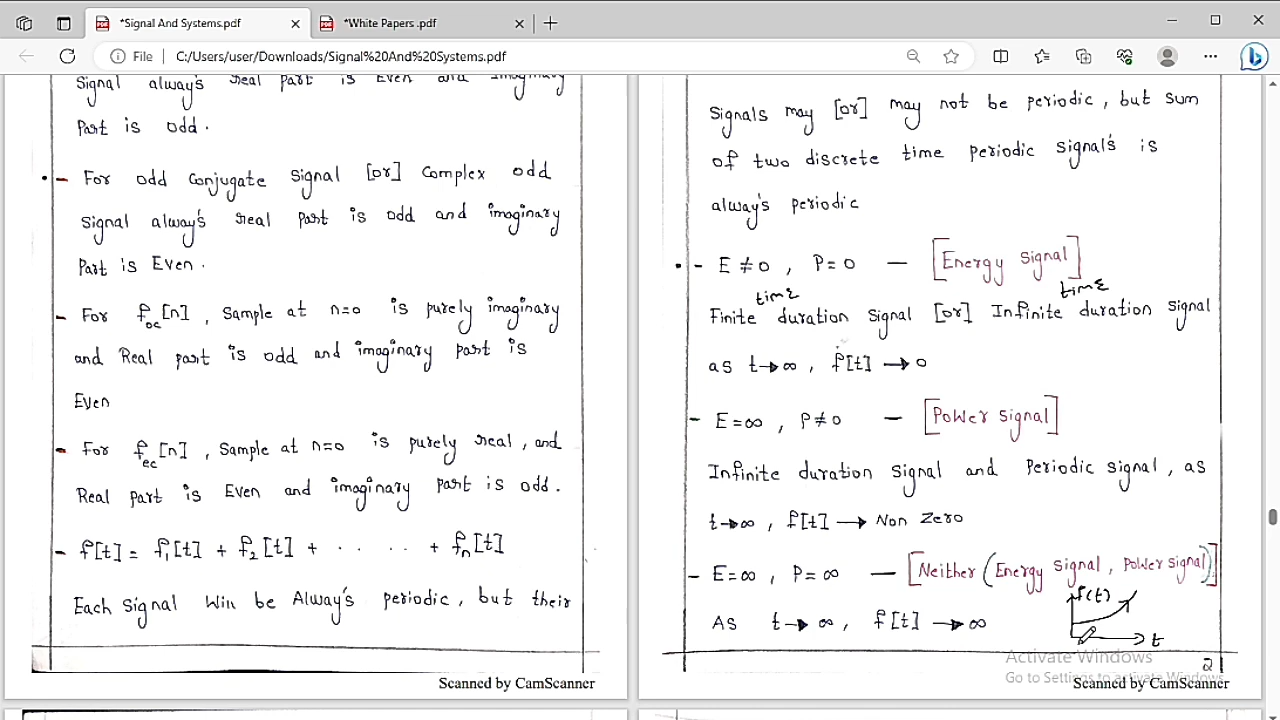 *Signal And Systems.pdf
*White Papers .pdf
File
C:/Users/user/Downloads/Signal%20And%20Systems.pdf
Signal always real part is Even and imaginary
Part is odd.
- For odd conjugate Signal [or] Complex odd
Signal always real part is odd and imaginary
Part is Even.
- For foc[n], Sample at n=0 is purely imaginary
and Real part is odd and imaginary part is
Even
- For fec[n], Sample at n=0 is purely real, and
Real part is Even and imaginary part is odd.
- f[t] = f1[t] + f2[t] + . . . . . + fn[t]
Each Signal Will be Always periodic, but their
Scanned by CamScanner
Signals may [or] may not be periodic, but sum
of two discrete time periodic signal's is
always periodic
- E ≠ 0, P = 0 — [Energy signal]
time time
Finite duration signal [or] Infinite duration signal
as t→∞, f[t] → 0
- E = ∞, P ≠ 0 — [Power signal]
Infinite duration signal and Periodic signal, as
t→∞, f[t] → Non Zero
- E = ∞, P = ∞ — [Neither (Energy signal, Power signal)]
As t→∞, f[t] → ∞
f(t)
t
2
Activate Windows
Go to Settings to activate Windows.
Scanned by CamScanner